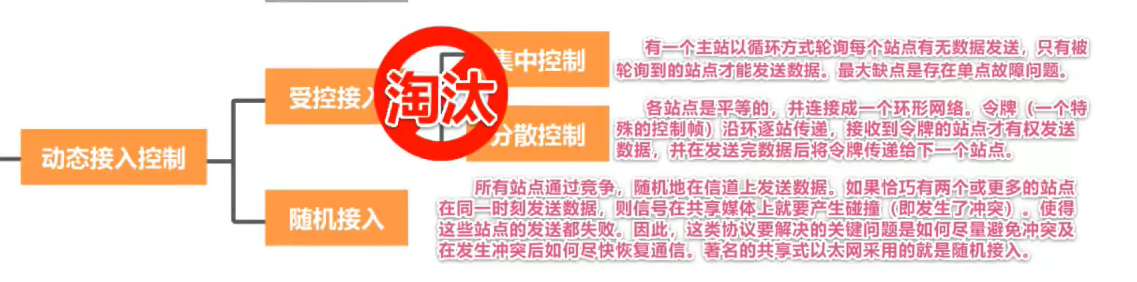 集中控制
有一个主站以循环方式轮询每个站点有无数据发送，只有被
轮询到的站点才能发送数据。最大缺点是存在单点故障问题。
受控接入
淘汰
各站点是平等的，并连接成一个环形网络。令牌（一个特
殊的控制帧）沿环逐站传递，接收到令牌的站点才有权发送
数据，并在发送完数据后将令牌传递给下一个站点。
分散控制
动态接入控制
所有站点通过竞争，随机地在信道上发送数据。如果恰巧有两个或更多的站点
在同一时刻发送数据，则信号在共享媒体上就要产生碰撞（即发生了冲突）。使得
这些站点的发送都失败。因此，这类协议要解决的关键问题是如何尽量避免冲突及
在发生冲突后如何尽快恢复通信。著名的共享式以太网采用的就是随机接入。
随机接入